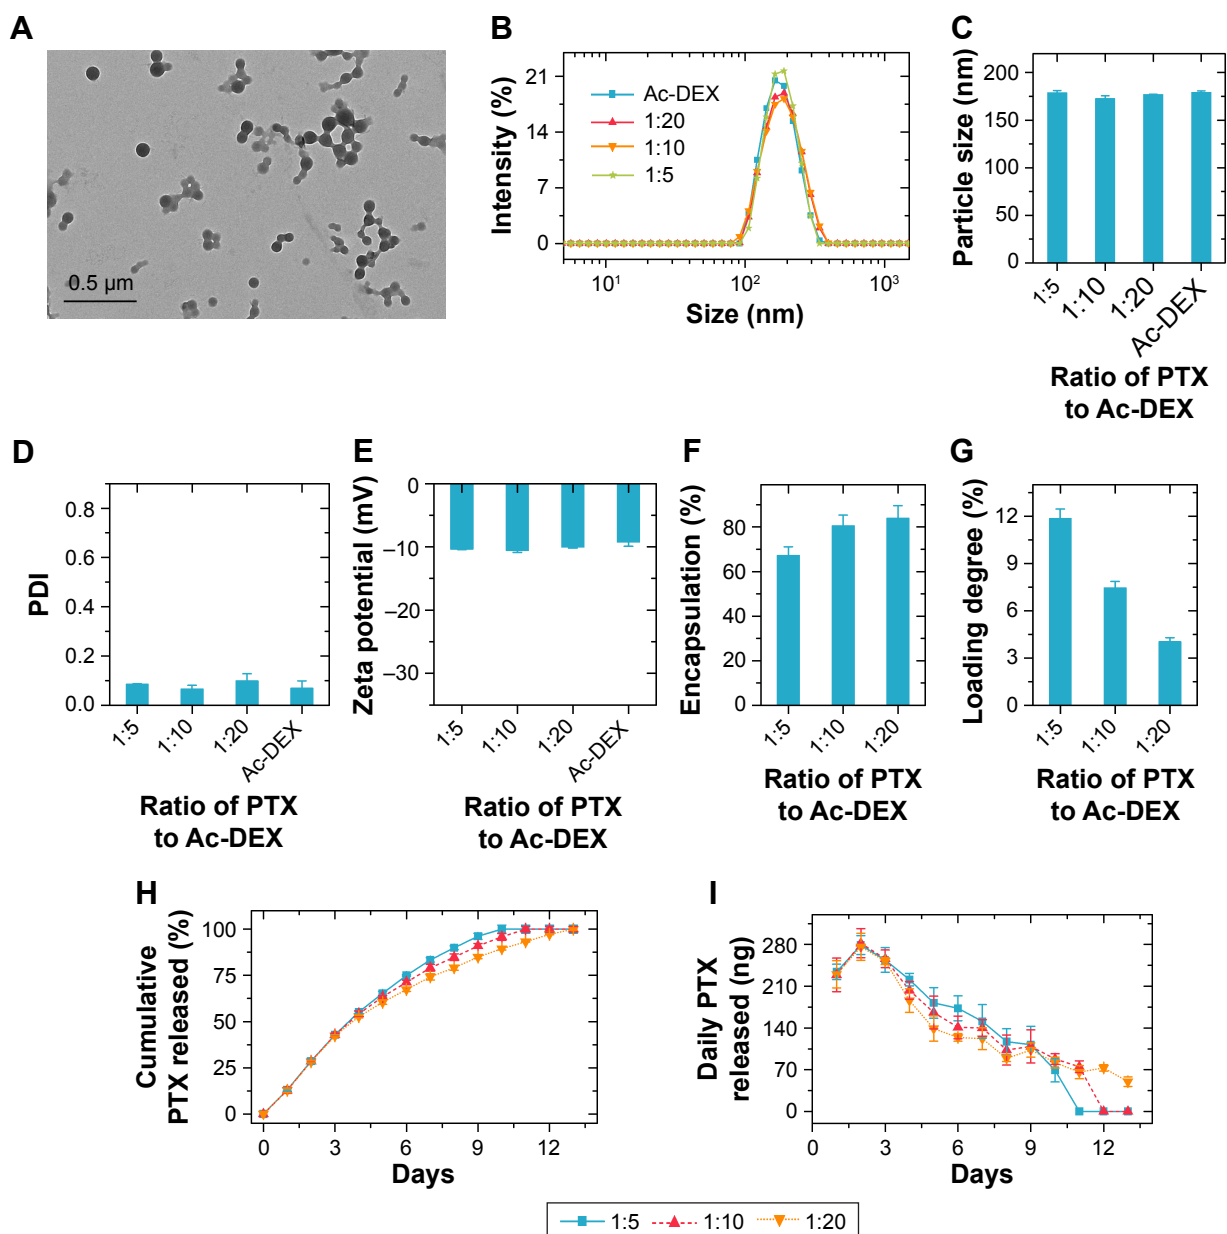 A
0.5 µm
B
Intensity (%)
21
14
7
0
Ac-DEX
1:20
1:10
1:5
10¹
10²
10³
Size (nm)
C
Particle size (nm)
200
150
100
50
0
1:5
1:10
1:20
Ac-DEX
Ratio of PTX
to Ac-DEX
D
PDI
0.8
0.6
0.4
0.2
0.0
1:5
1:10
1:20
Ac-DEX
Ratio of PTX
to Ac-DEX
E
Zeta potential (mV)
0
–10
–20
–30
1:5
1:10
1:20
Ac-DEX
Ratio of PTX
to Ac-DEX
F
Encapsulation (%)
80
60
40
20
0
1:5
1:10
1:20
Ratio of PTX
to Ac-DEX
G
Loading degree (%)
12
9
6
3
0
1:5
1:10
1:20
Ratio of PTX
to Ac-DEX
H
Cumulative
PTX released (%)
100
75
50
25
0
0
3
6
9
12
Days
I
Daily PTX
released (ng)
280
210
140
70
0
0
3
6
9
12
Days
1:5
1:10
1:20